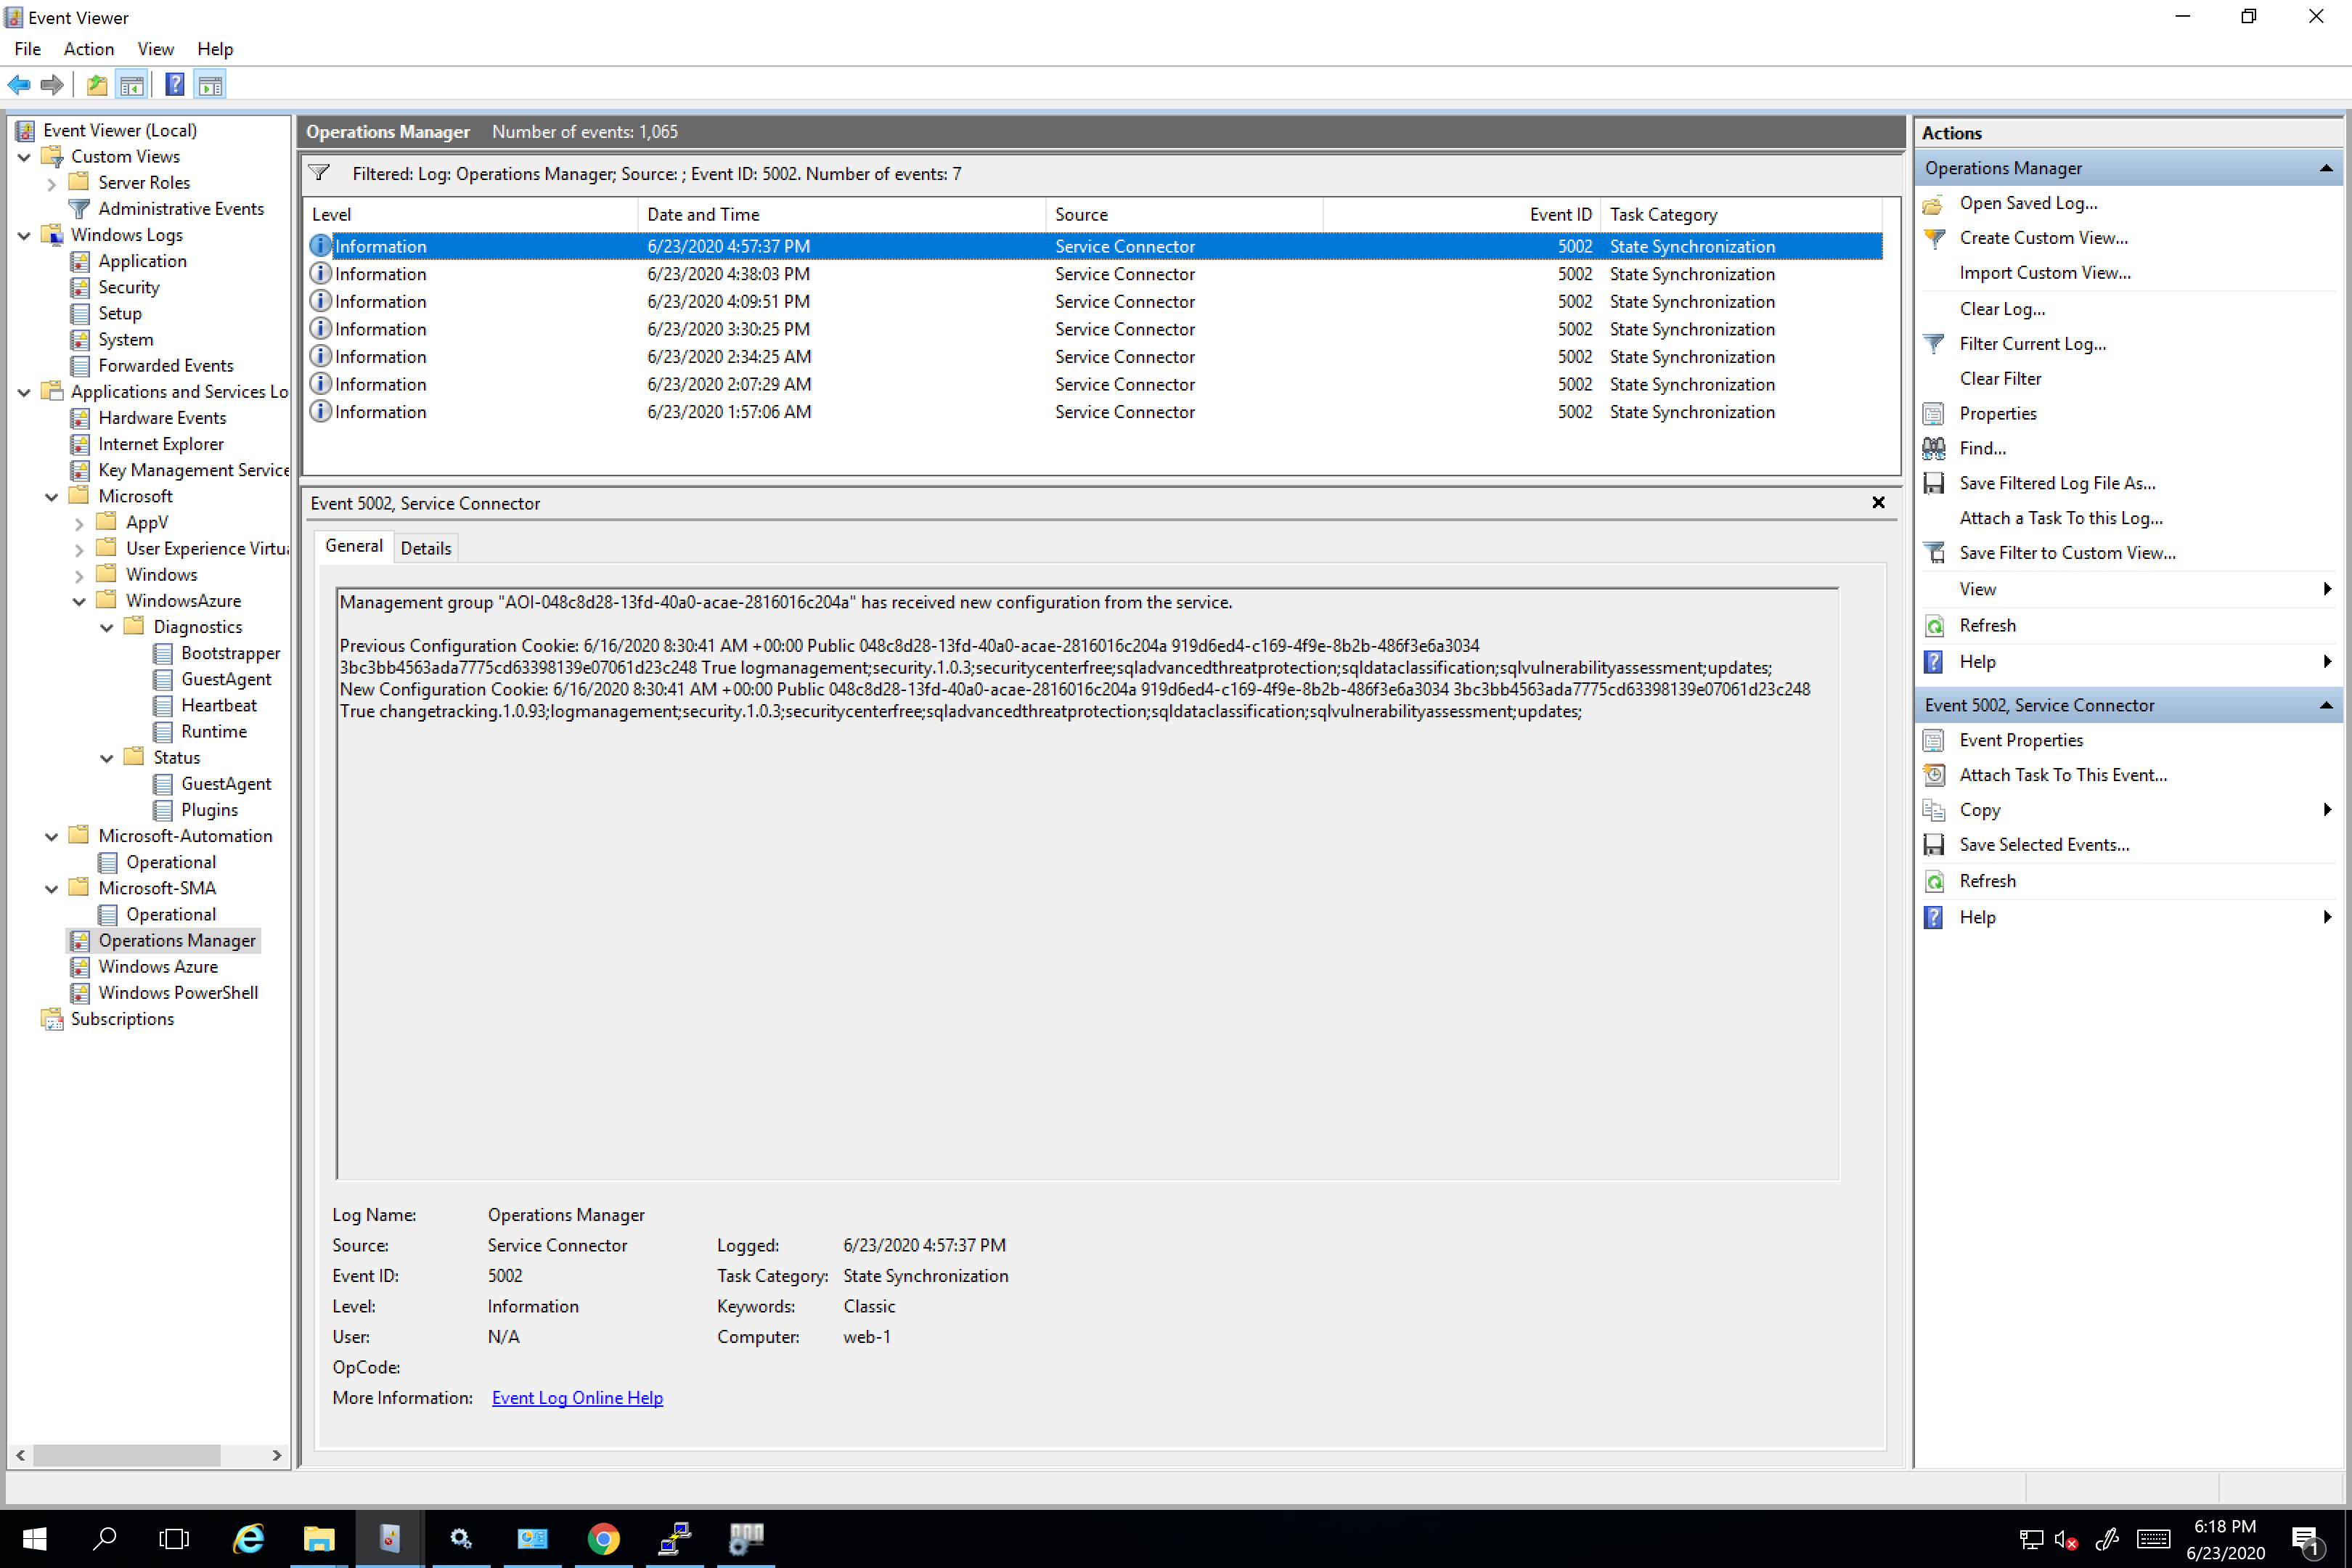 Event Viewer
File Action View Help
Event Viewer (Local)
Custom Views
Server Roles
Administrative Events
Windows Logs
Application
Security
Setup
System
Forwarded Events
Applications and Services Lo
Hardware Events
Internet Explorer
Key Management Service
Microsoft
AppV
User Experience Virtu
Windows
WindowsAzure
Diagnostics
Bootstrapper
GuestAgent
Heartbeat
Runtime
Status
GuestAgent
Plugins
Microsoft-Automation
Operational
Microsoft-SMA
Operational
Operations Manager
Windows Azure
Windows PowerShell
Subscriptions
Operations Manager Number of events: 1,065
Filtered: Log: Operations Manager; Source: ; Event ID: 5002. Number of events: 7
Level Date and Time Source Event ID Task Category
Information 6/23/2020 4:57:37 PM Service Connector 5002 State Synchronization
Information 6/23/2020 4:38:03 PM Service Connector 5002 State Synchronization
Information 6/23/2020 4:09:51 PM Service Connector 5002 State Synchronization
Information 6/23/2020 3:30:25 PM Service Connector 5002 State Synchronization
Information 6/23/2020 2:34:25 AM Service Connector 5002 State Synchronization
Information 6/23/2020 2:07:29 AM Service Connector 5002 State Synchronization
Information 6/23/2020 1:57:06 AM Service Connector 5002 State Synchronization
Event 5002, Service Connector
General Details
Management group "AOI-048c8d28-13fd-40a0-acae-2816016c204a" has received new configuration from the service.
Previous Configuration Cookie: 6/16/2020 8:30:41 AM +00:00 Public 048c8d28-13fd-40a0-acae-2816016c204a 919d6ed4-c169-4f9e-8b2b-486f3e6a3034
3bc3bb4563ada7775cd63398139e07061d23c248 True logmanagement;security.1.0.3;securitycenterfree;sqladvancedthreatprotection;sqldataclassification;sqlvulnerabilityassessment;updates;
New Configuration Cookie: 6/16/2020 8:30:41 AM +00:00 Public 048c8d28-13fd-40a0-acae-2816016c204a 919d6ed4-c169-4f9e-8b2b-486f3e6a3034 3bc3bb4563ada7775cd63398139e07061d23c248
True changetracking.1.0.93;logmanagement;security.1.0.3;securitycenterfree;sqladvancedthreatprotection;sqldataclassification;sqlvulnerabilityassessment;updates;
Log Name: Operations Manager
Source: Service Connector Logged: 6/23/2020 4:57:37 PM
Event ID: 5002 Task Category: State Synchronization
Level: Information Keywords: Classic
User: N/A Computer: web-1
OpCode:
More Information: Event Log Online Help
Actions
Operations Manager
Open Saved Log...
Create Custom View...
Import Custom View...
Clear Log...
Filter Current Log...
Clear Filter
Properties
Find...
Save Filtered Log File As...
Attach a Task To this Log...
Save Filter to Custom View...
View
Refresh
Help
Event 5002, Service Connector
Event Properties
Attach Task To This Event...
Copy
Save Selected Events...
Refresh
Help
6:18 PM
6/23/2020
1